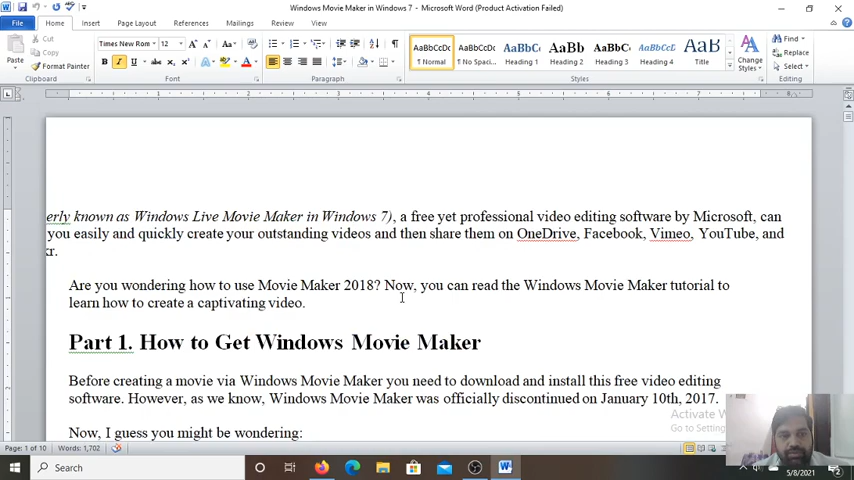 Windows Movie Maker in Windows 7 - Microsoft Word (Product Activation Failed)
File Home Insert Page Layout References Mailings Review View
Cut
Copy
Format Painter
Paste
Times New Rom 12
Clipboard Font Paragraph Styles Editing
AaBbCcDc AaBbCcDc AaBbC AaBb AaBbC AaBbCcD AaB
¶ Normal ¶ No Spaci... Heading 1 Heading 2 Heading 3 Heading 4 Title
Change Styles
Find
Replace
Select
erly known as Windows Live Movie Maker in Windows 7), a free yet professional video editing software by Microsoft, can
you easily and quickly create your outstanding videos and then share them on OneDrive, Facebook, Vimeo, YouTube, and
kr.
Are you wondering how to use Movie Maker 2018? Now, you can read the Windows Movie Maker tutorial to
learn how to create a captivating video.
Part 1. How to Get Windows Movie Maker
Before creating a movie via Windows Movie Maker you need to download and install this free video editing
software. However, as we know, Windows Movie Maker was officially discontinued on January 10th, 2017.
Now, I guess you might be wondering:
Activate W
Go to Setting
Page: 1 of 10 Words: 1,702
Search
5/8/2021